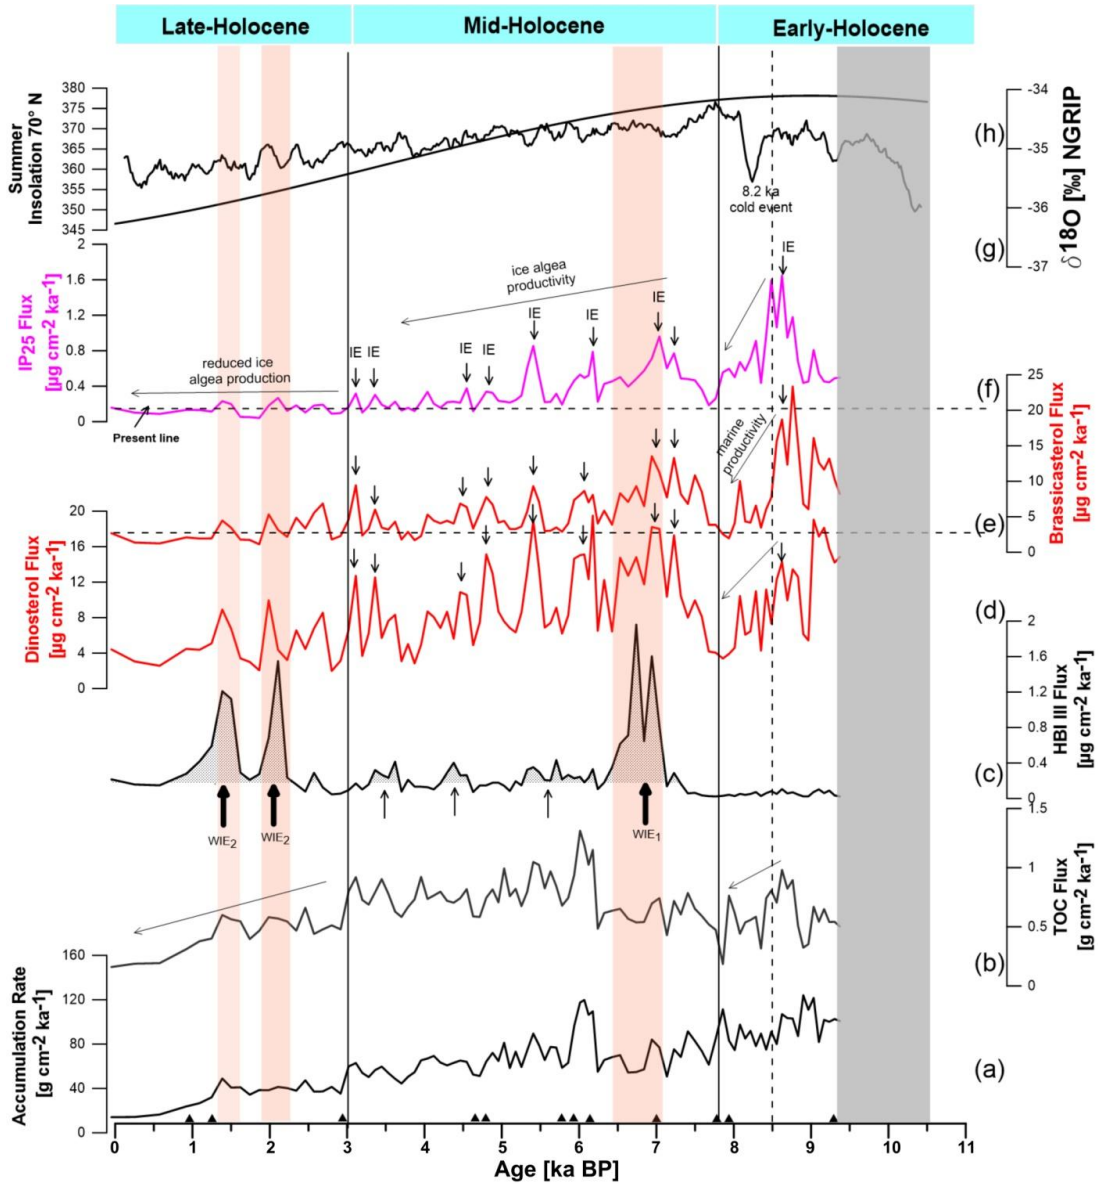 Late-Holocene
Mid-Holocene
Early-Holocene
380
375
370
365
360
355
350
345
Summer
Insolation 70° N
-34
-35
-36
-37
δ18O [‰] NGRIP
(h)
8.2 ka
cold event
(g)
2
1.6
1.2
0.8
0.4
0
IP25 Flux
[µg cm-2 ka-1]
ice algea
productivity
IE
IE
IE
IE
IE
IE
IE
IE
reduced ice
algea production
Present line
(f)
25
20
15
10
5
0
Brassicasterol Flux
[µg cm-2 ka-1]
marine
productivity
(e)
20
16
12
8
4
0
Dinosterol Flux
[µg cm-2 ka-1]
(d)
2
1.6
1.2
0.8
0.4
0
HBI III Flux
[µg cm-2 ka-1]
(c)
WIE2
WIE2
WIE1
1.5
1
0.5
0
TOC Flux
[g cm-2 ka-1]
(b)
160
120
80
40
0
Accumulation Rate
[g cm-2 ka-1]
(a)
0 1 2 3 4 5 6 7 8 9 10 11
Age [ka BP]